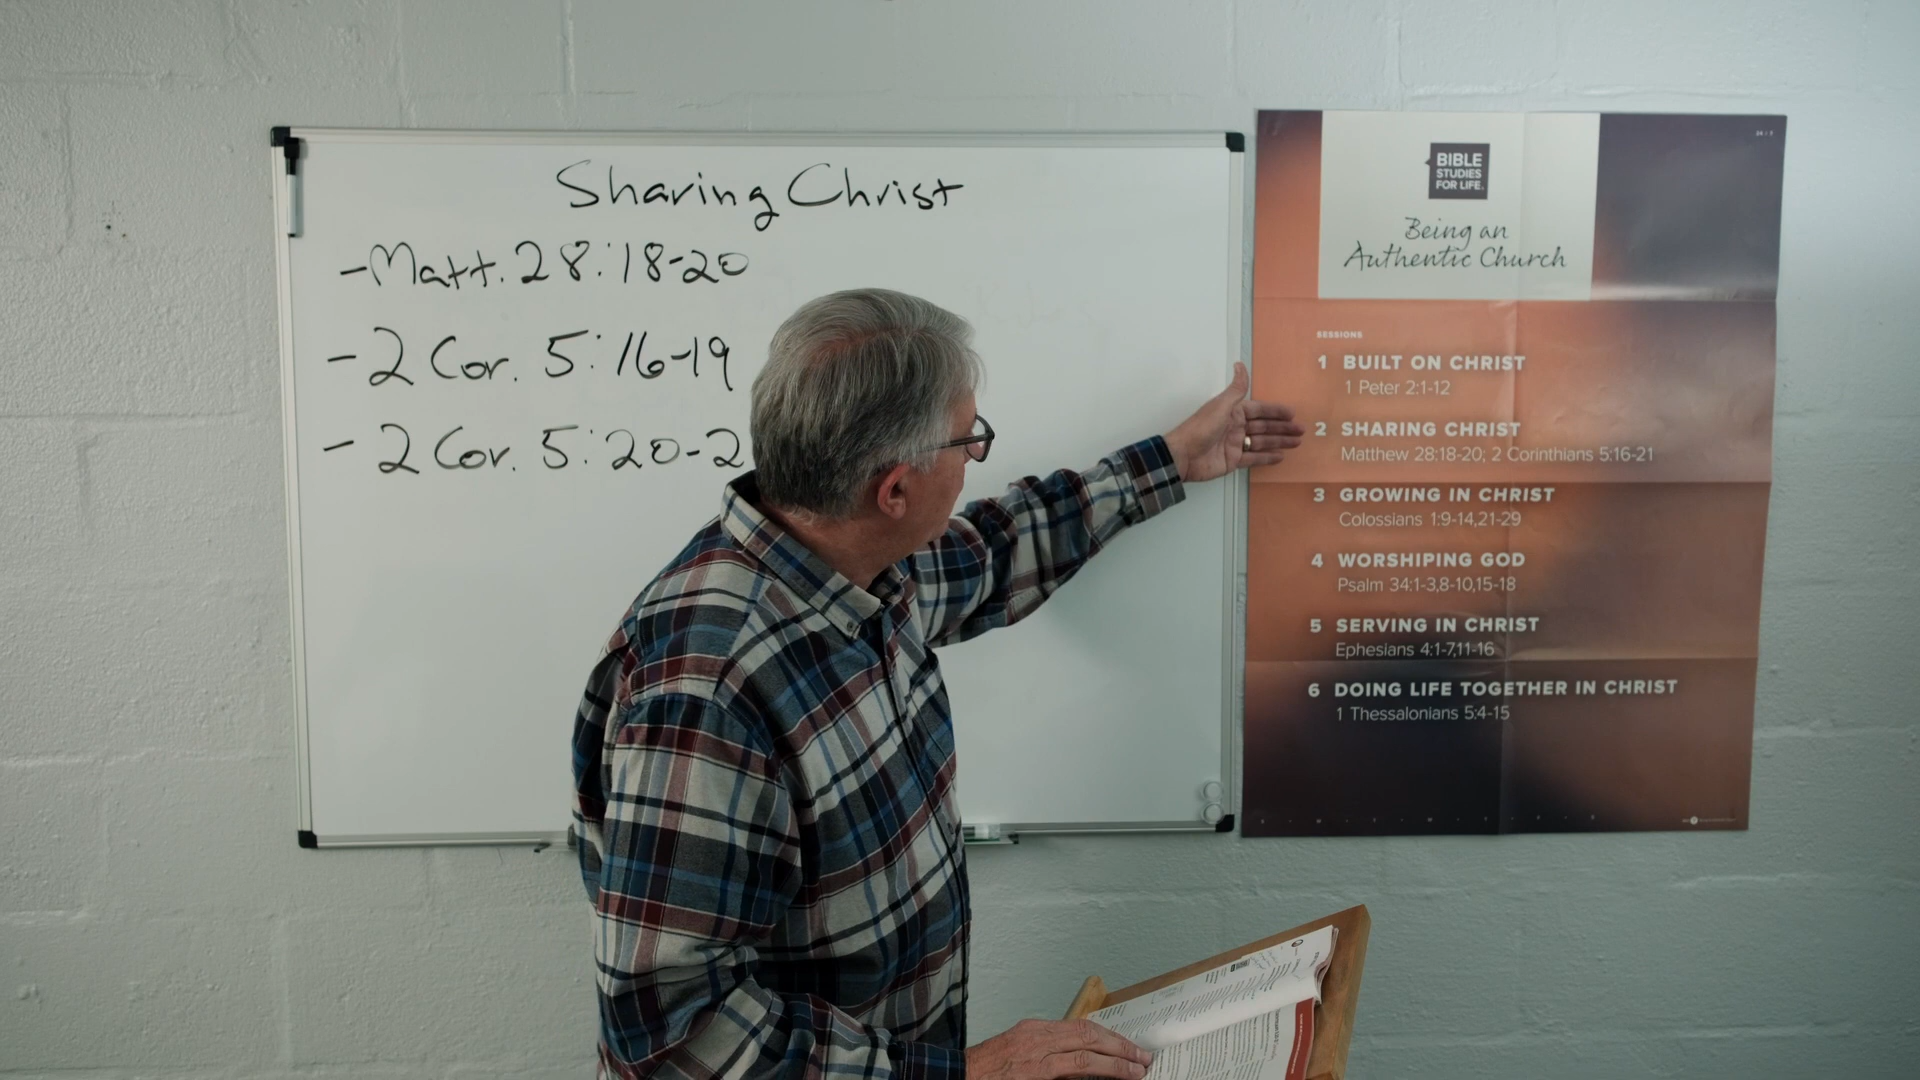 Sharing Christ
-Matt. 28:18-20
-2 Cor. 5:16-19
-2 Cor. 5:20-2
BIBLE
STUDIES
FOR LIFE.
Being an
Authentic Church
SESSIONS
1 BUILT ON CHRIST
1 Peter 2:1-12
2 SHARING CHRIST
Matthew 28:18-20; 2 Corinthians 5:16-21
3 GROWING IN CHRIST
Colossians 1:9-14,21-29
4 WORSHIPING GOD
Psalm 34:1-3,8-10,15-18
5 SERVING IN CHRIST
Ephesians 4:1-7,11-16
6 DOING LIFE TOGETHER IN CHRIST
1 Thessalonians 5:4-15